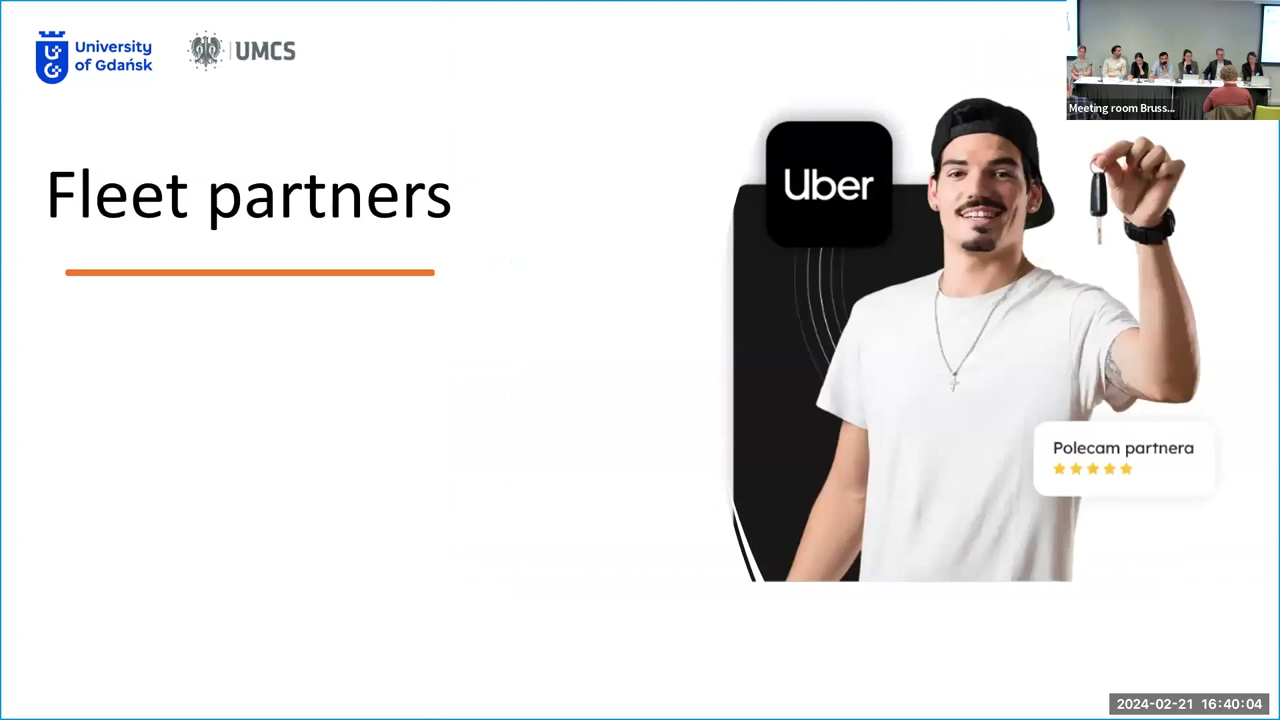 University
of Gdańsk
UMCS
Meeting room Bruss...
Fleet partners
Uber
Polecam partnera
2024-02-21 16:40:04